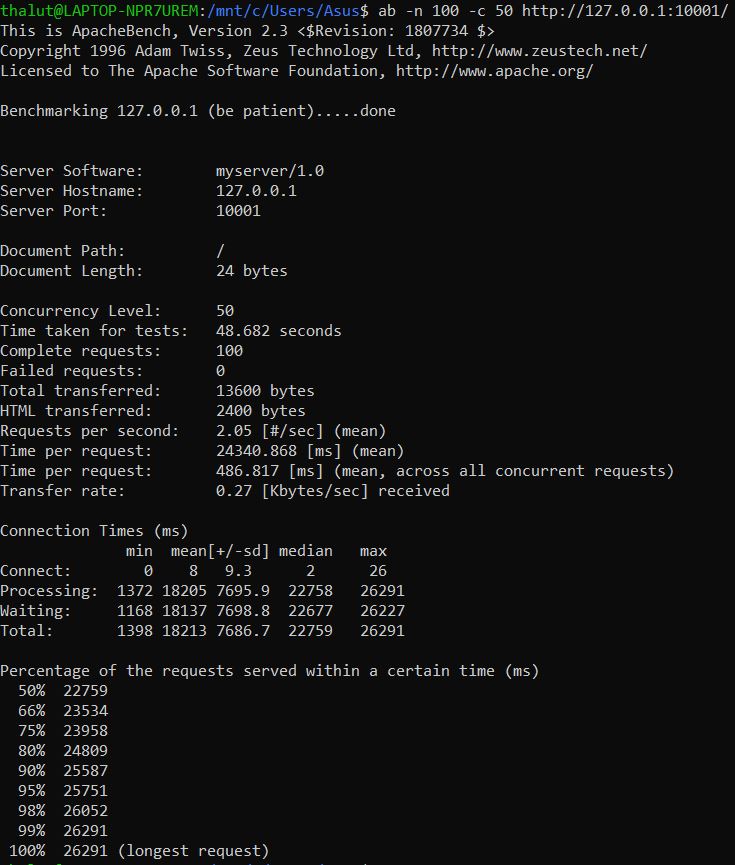 thalut@LAPTOP-NPR7UREM:/mnt/c/Users/Asus$ ab -n 100 -c 50 http://127.0.0.1:10001/
This is ApacheBench, Version 2.3 <$Revision: 1807734 $>
Copyright 1996 Adam Twiss, Zeus Technology Ltd, http://www.zeustech.net/
Licensed to The Apache Software Foundation, http://www.apache.org/

Benchmarking 127.0.0.1 (be patient).....done


Server Software:        myserver/1.0
Server Hostname:        127.0.0.1
Server Port:            10001

Document Path:          /
Document Length:        24 bytes

Concurrency Level:      50
Time taken for tests:   48.682 seconds
Complete requests:      100
Failed requests:        0
Total transferred:      13600 bytes
HTML transferred:       2400 bytes
Requests per second:    2.05 [#/sec] (mean)
Time per request:       24340.868 [ms] (mean)
Time per request:       486.817 [ms] (mean, across all concurrent requests)
Transfer rate:          0.27 [Kbytes/sec] received

Connection Times (ms)
              min  mean[+/-sd] median   max
Connect:        0    8   9.3      2      26
Processing:  1372 18205 7695.9  22758   26291
Waiting:     1168 18137 7698.8  22677   26227
Total:       1398 18213 7686.7  22759   26291

Percentage of the requests served within a certain time (ms)
  50%  22759
  66%  23534
  75%  23958
  80%  24809
  90%  25587
  95%  25751
  98%  26052
  99%  26291
 100%  26291 (longest request)